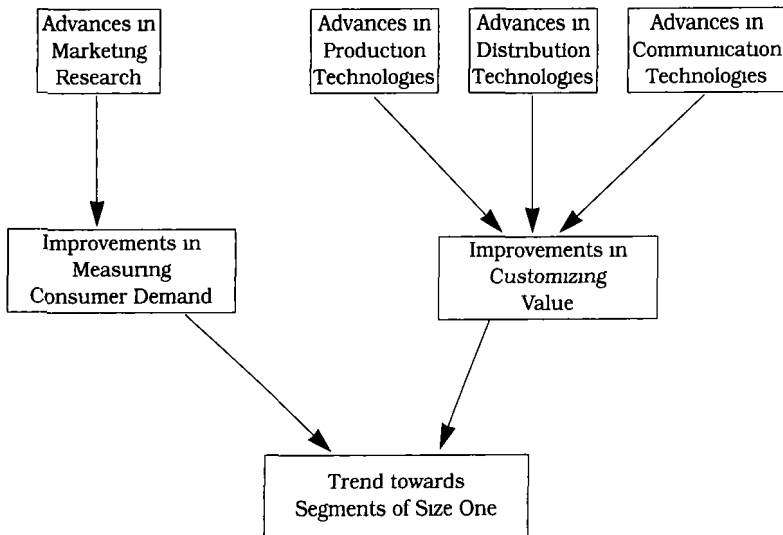 Advances in
Marketing
Research
Advances in
Production
Technologies
Advances in
Distribution
Technologies
Advances in
Communication
Technologies
Improvements in
Measuring
Consumer Demand
Improvements in
Customizing
Value
Trend towards
Segments of Size One